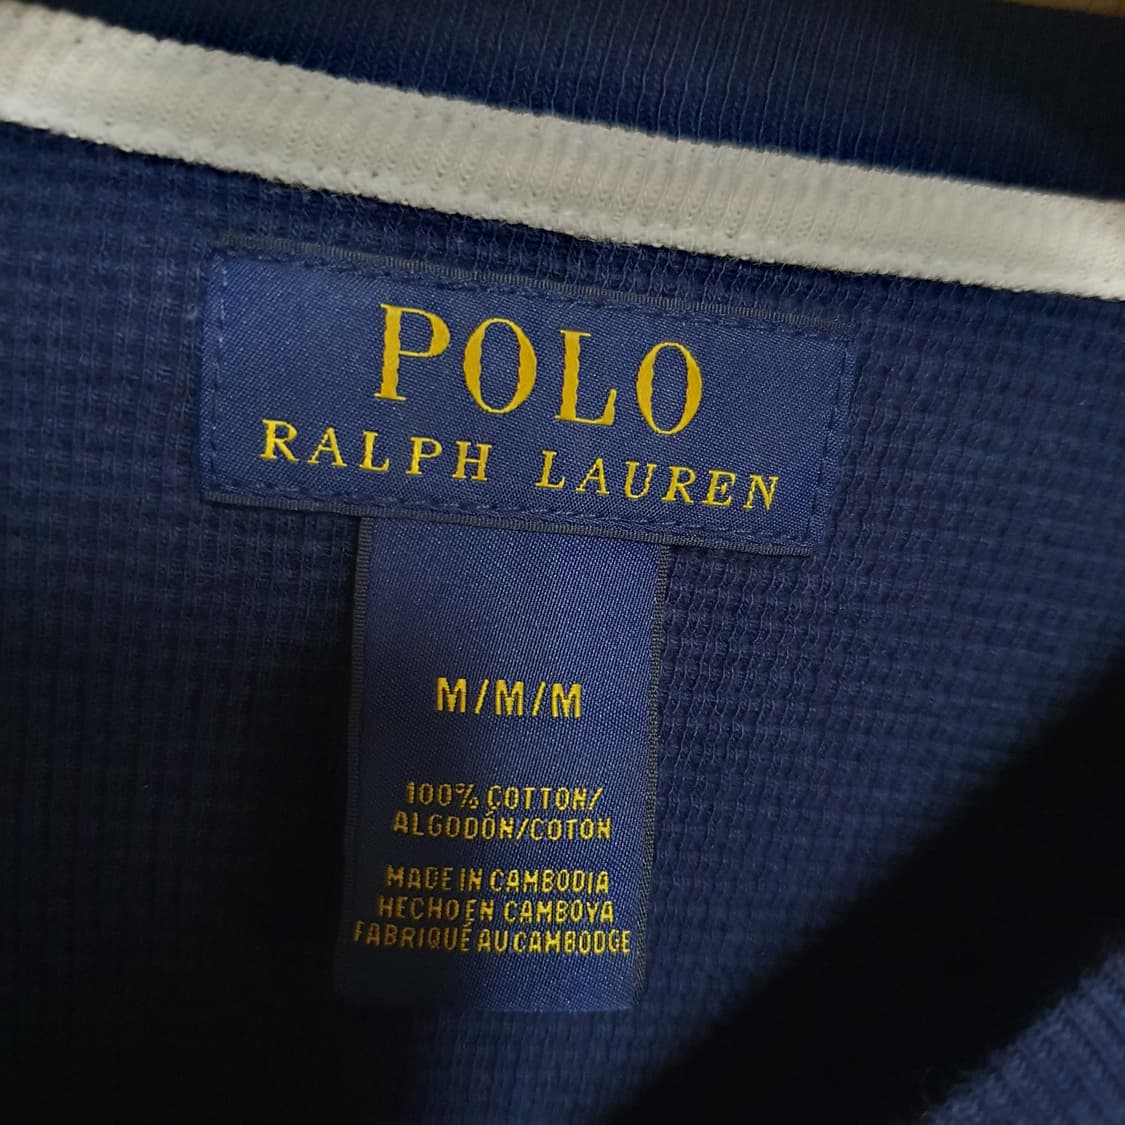 POLO
RALPH LAUREN
M/M/M
100% COTTON/
ALGODÓN/COTON
MADE IN CAMBODIA
HECHO EN CAMBOYA
FABRIQUÉ AU CAMBODGE